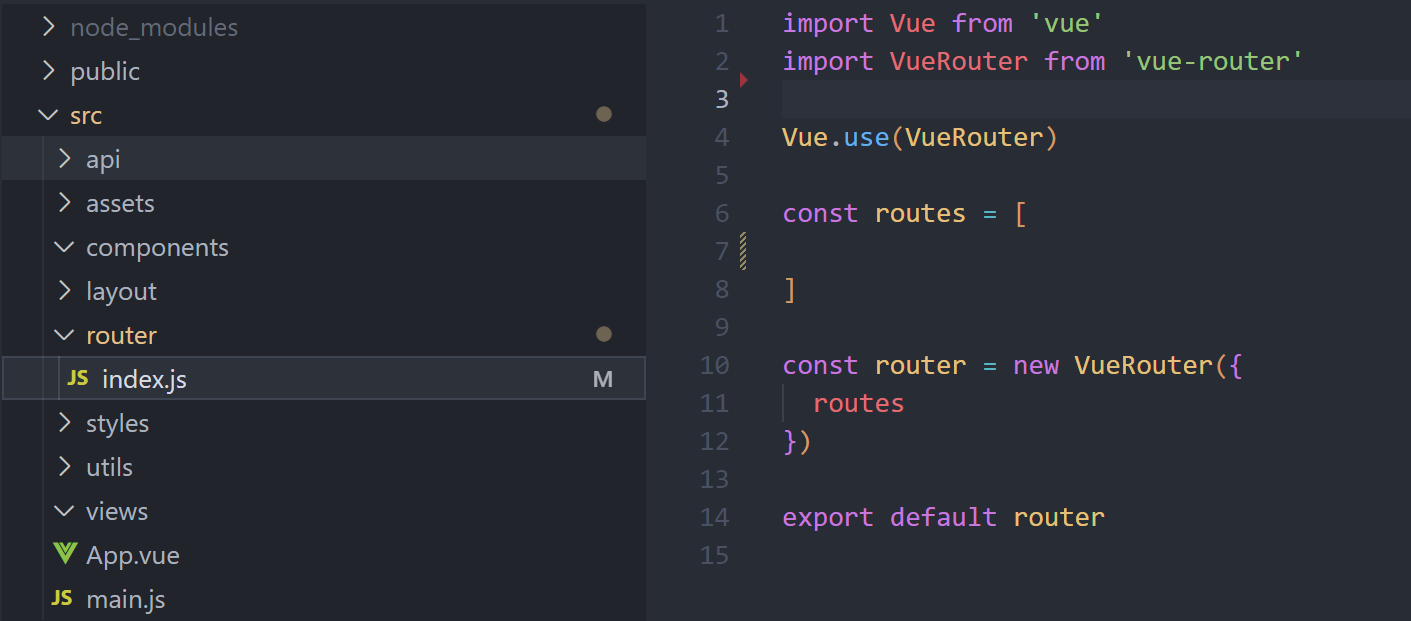 node_modules
public
src
api
assets
components
layout
router
JS index.js M
styles
utils
views
App.vue
JS main.js
1 import Vue from 'vue'
2 import VueRouter from 'vue-router'
3
4 Vue.use(VueRouter)
5
6 const routes = [
7
8 ]
9
10 const router = new VueRouter({
11   routes
12 })
13
14 export default router
15